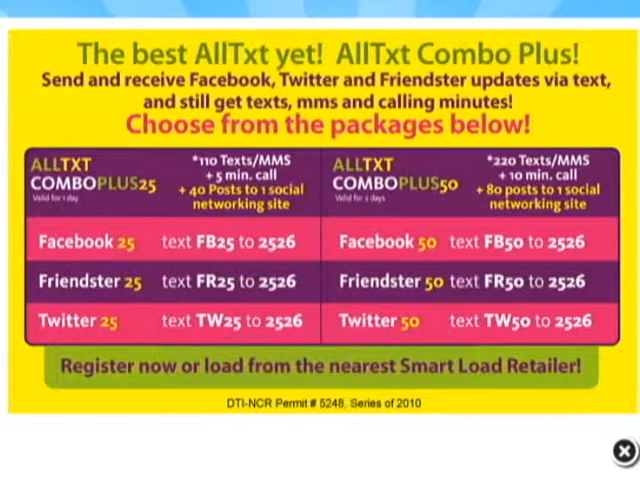 The best AllTxt yet! AllTxt Combo Plus!
Send and receive Facebook, Twitter and Friendster updates via text,
and still get texts, mms and calling minutes!
Choose from the packages below!
ALLTXT
COMBOPLUS25
Valid for 1 day
*110 Texts/MMS
+ 5 min. call
+ 40 Posts to 1 social
networking site
ALLTXT
COMBOPLUS50
Valid for 2 days
*220 Texts/MMS
+ 10 min. call
+ 80 posts to 1 social
networking site
Facebook 25 text FB25 to 2526
Facebook 50 text FB50 to 2526
Friendster 25 text FR25 to 2526
Friendster 50 text FR50 to 2526
Twitter 25 text TW25 to 2526
Twitter 50 text TW50 to 2526
Register now or load from the nearest Smart Load Retailer!
DTI-NCR Permit # 5248, Series of 2010